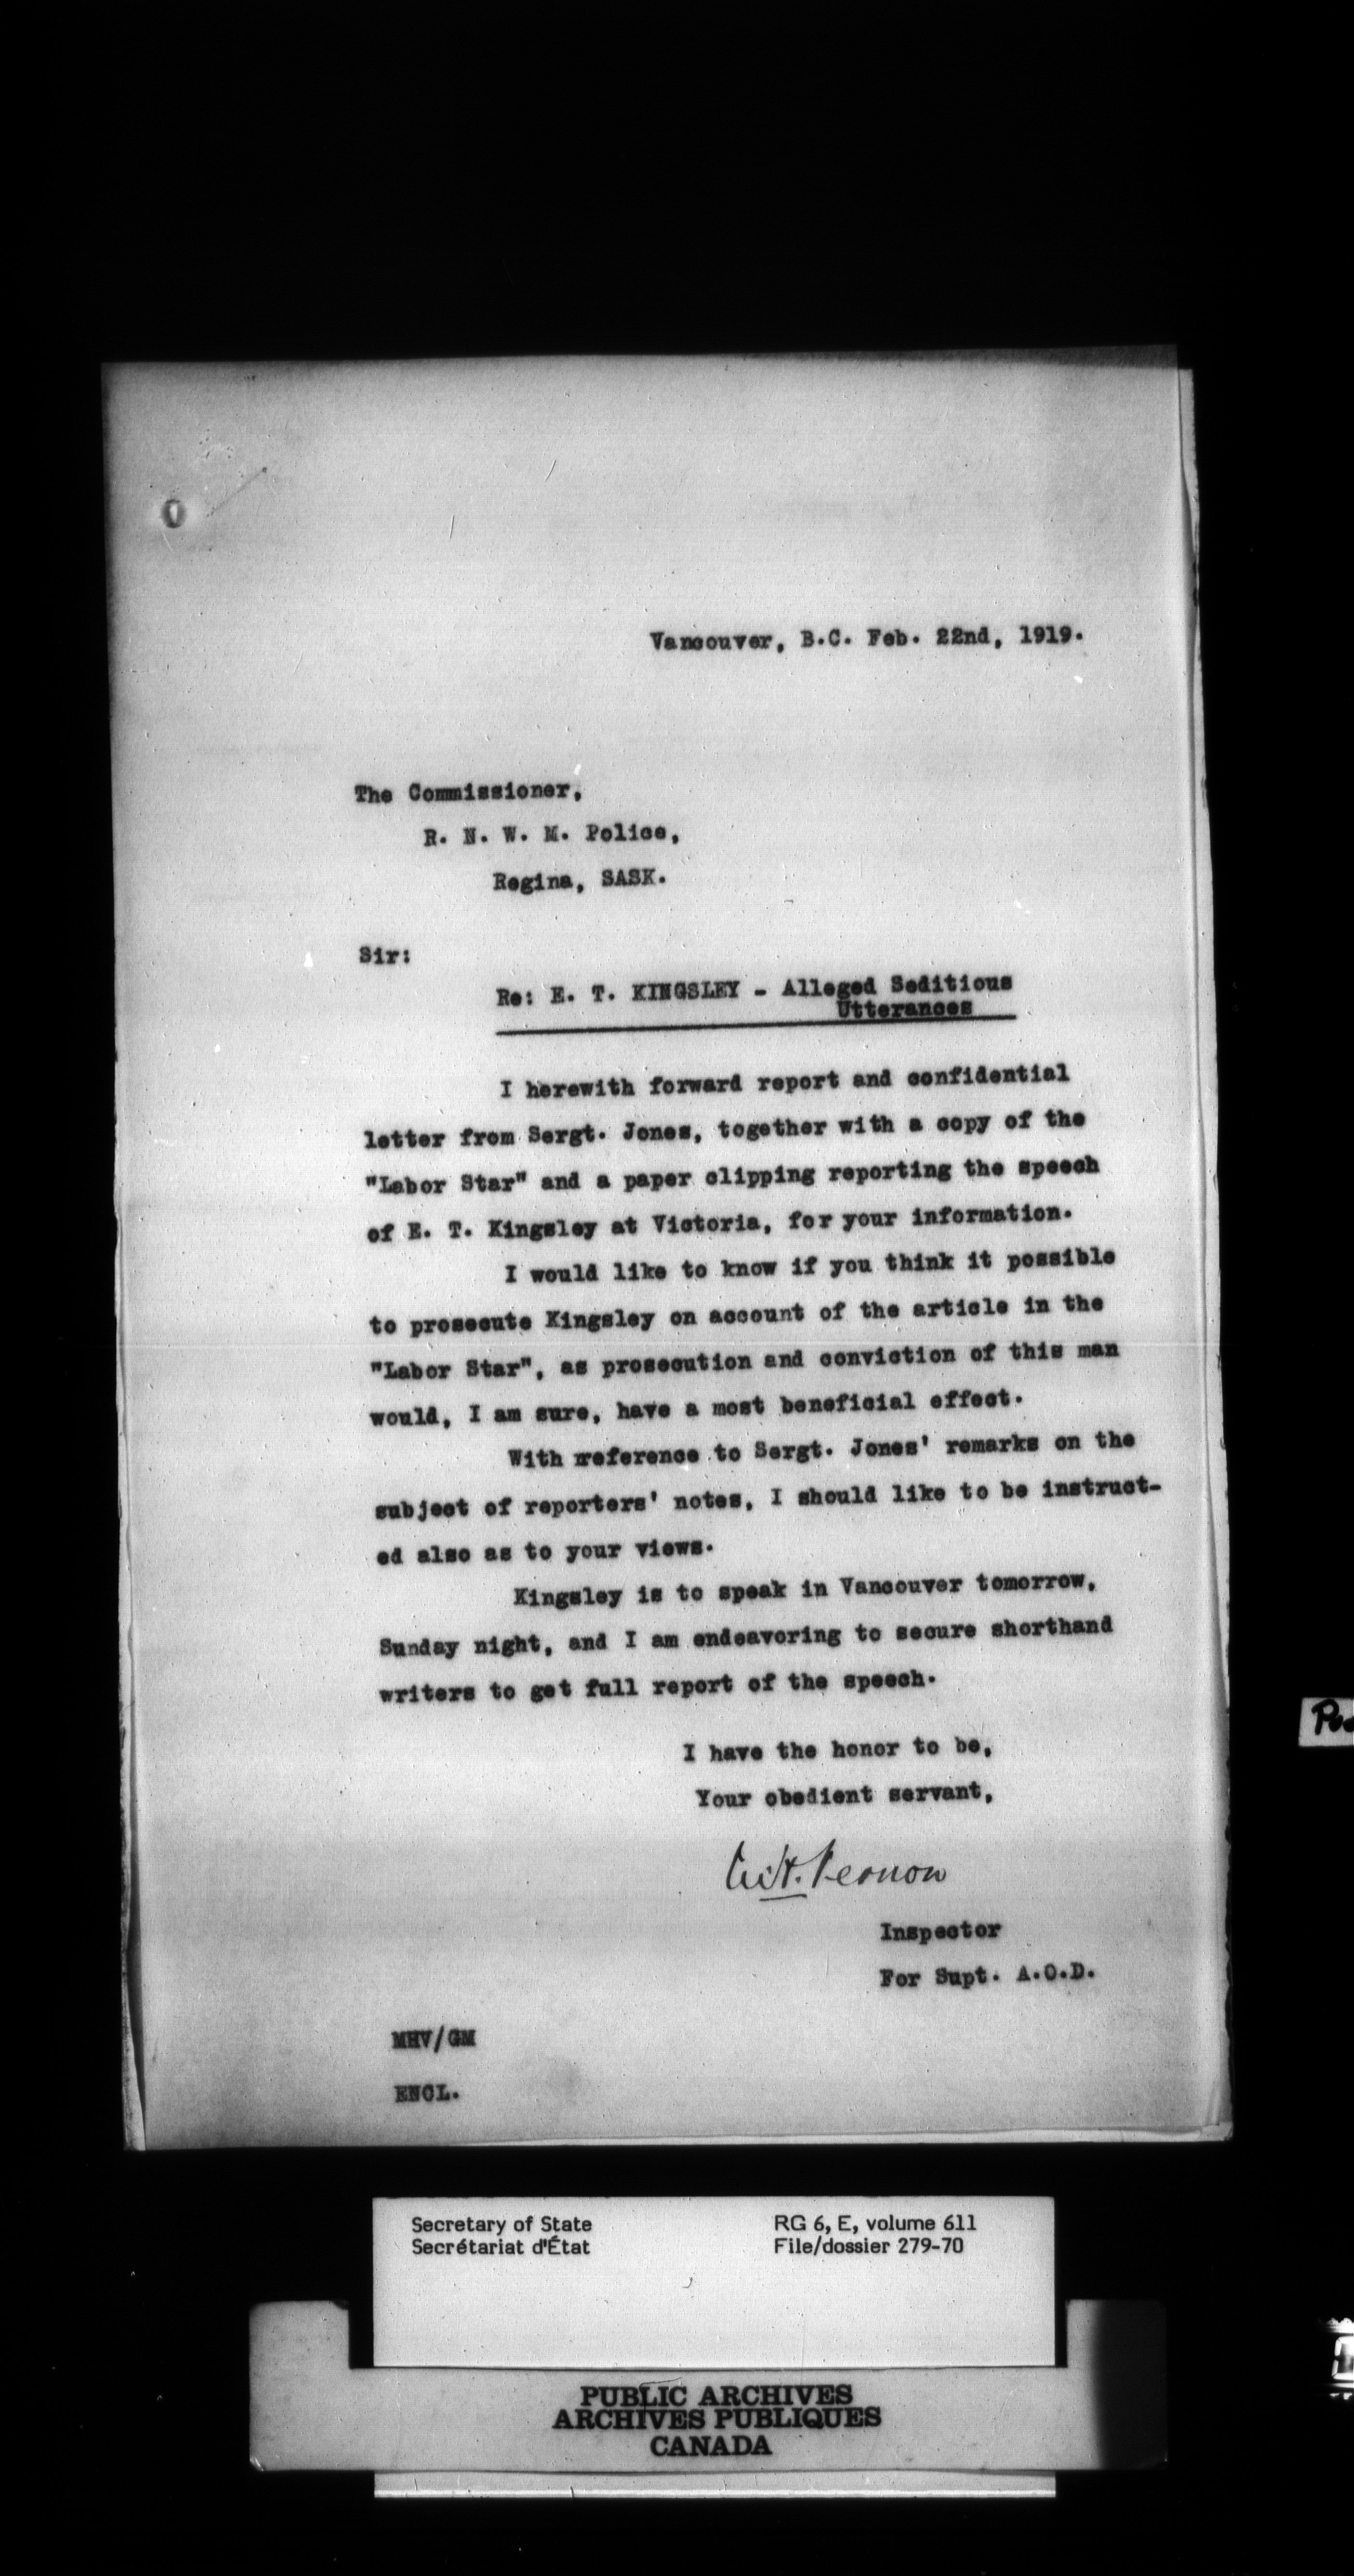 Vancouver, B.C. Feb. 22nd, 1919.
The Commissioner,
R. N. W. M. Police,
Regina, SASK.
Sir:
Re: E. T. KINGSLEY - Alleged Seditious
Utterances
I herewith forward report and confidential
letter from Sergt. Jones, together with a copy of the
"Labor Star" and a paper clipping reporting the speech
of E. T. Kingsley at Victoria, for your information.
I would like to know if you think it possible
to prosecute Kingsley on account of the article in the
"Labor Star", as prosecution and conviction of this man
would, I am sure, have a most beneficial effect.
With reference to Sergt. Jones' remarks on the
subject of reporters' notes, I should like to be instruct-
ed also as to your views.
Kingsley is to speak in Vancouver tomorrow,
Sunday night, and I am endeavoring to secure shorthand
writers to get full report of the speech.
I have the honor to be,
Your obedient servant,
Vernon
Inspector
For Supt. A.O.D.
MHV/GM
ENCL.
Secretary of State
Secrétariat d'État
RG 6, E, volume 611
File/dossier 279-70
PUBLIC ARCHIVES
ARCHIVES PUBLIQUES
CANADA